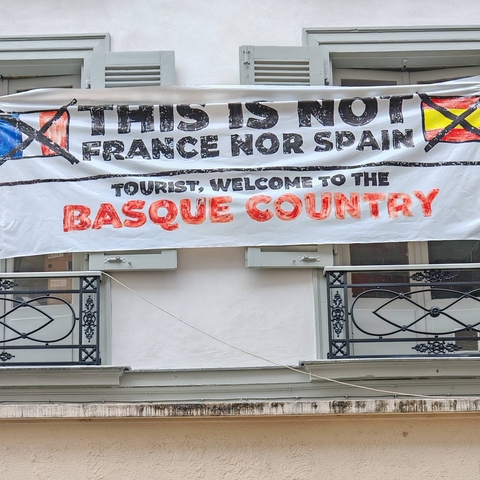 THIS IS NOT
FRANCE NOR SPAIN
TOURIST, WELCOME TO THE
BASQUE COUNTRY